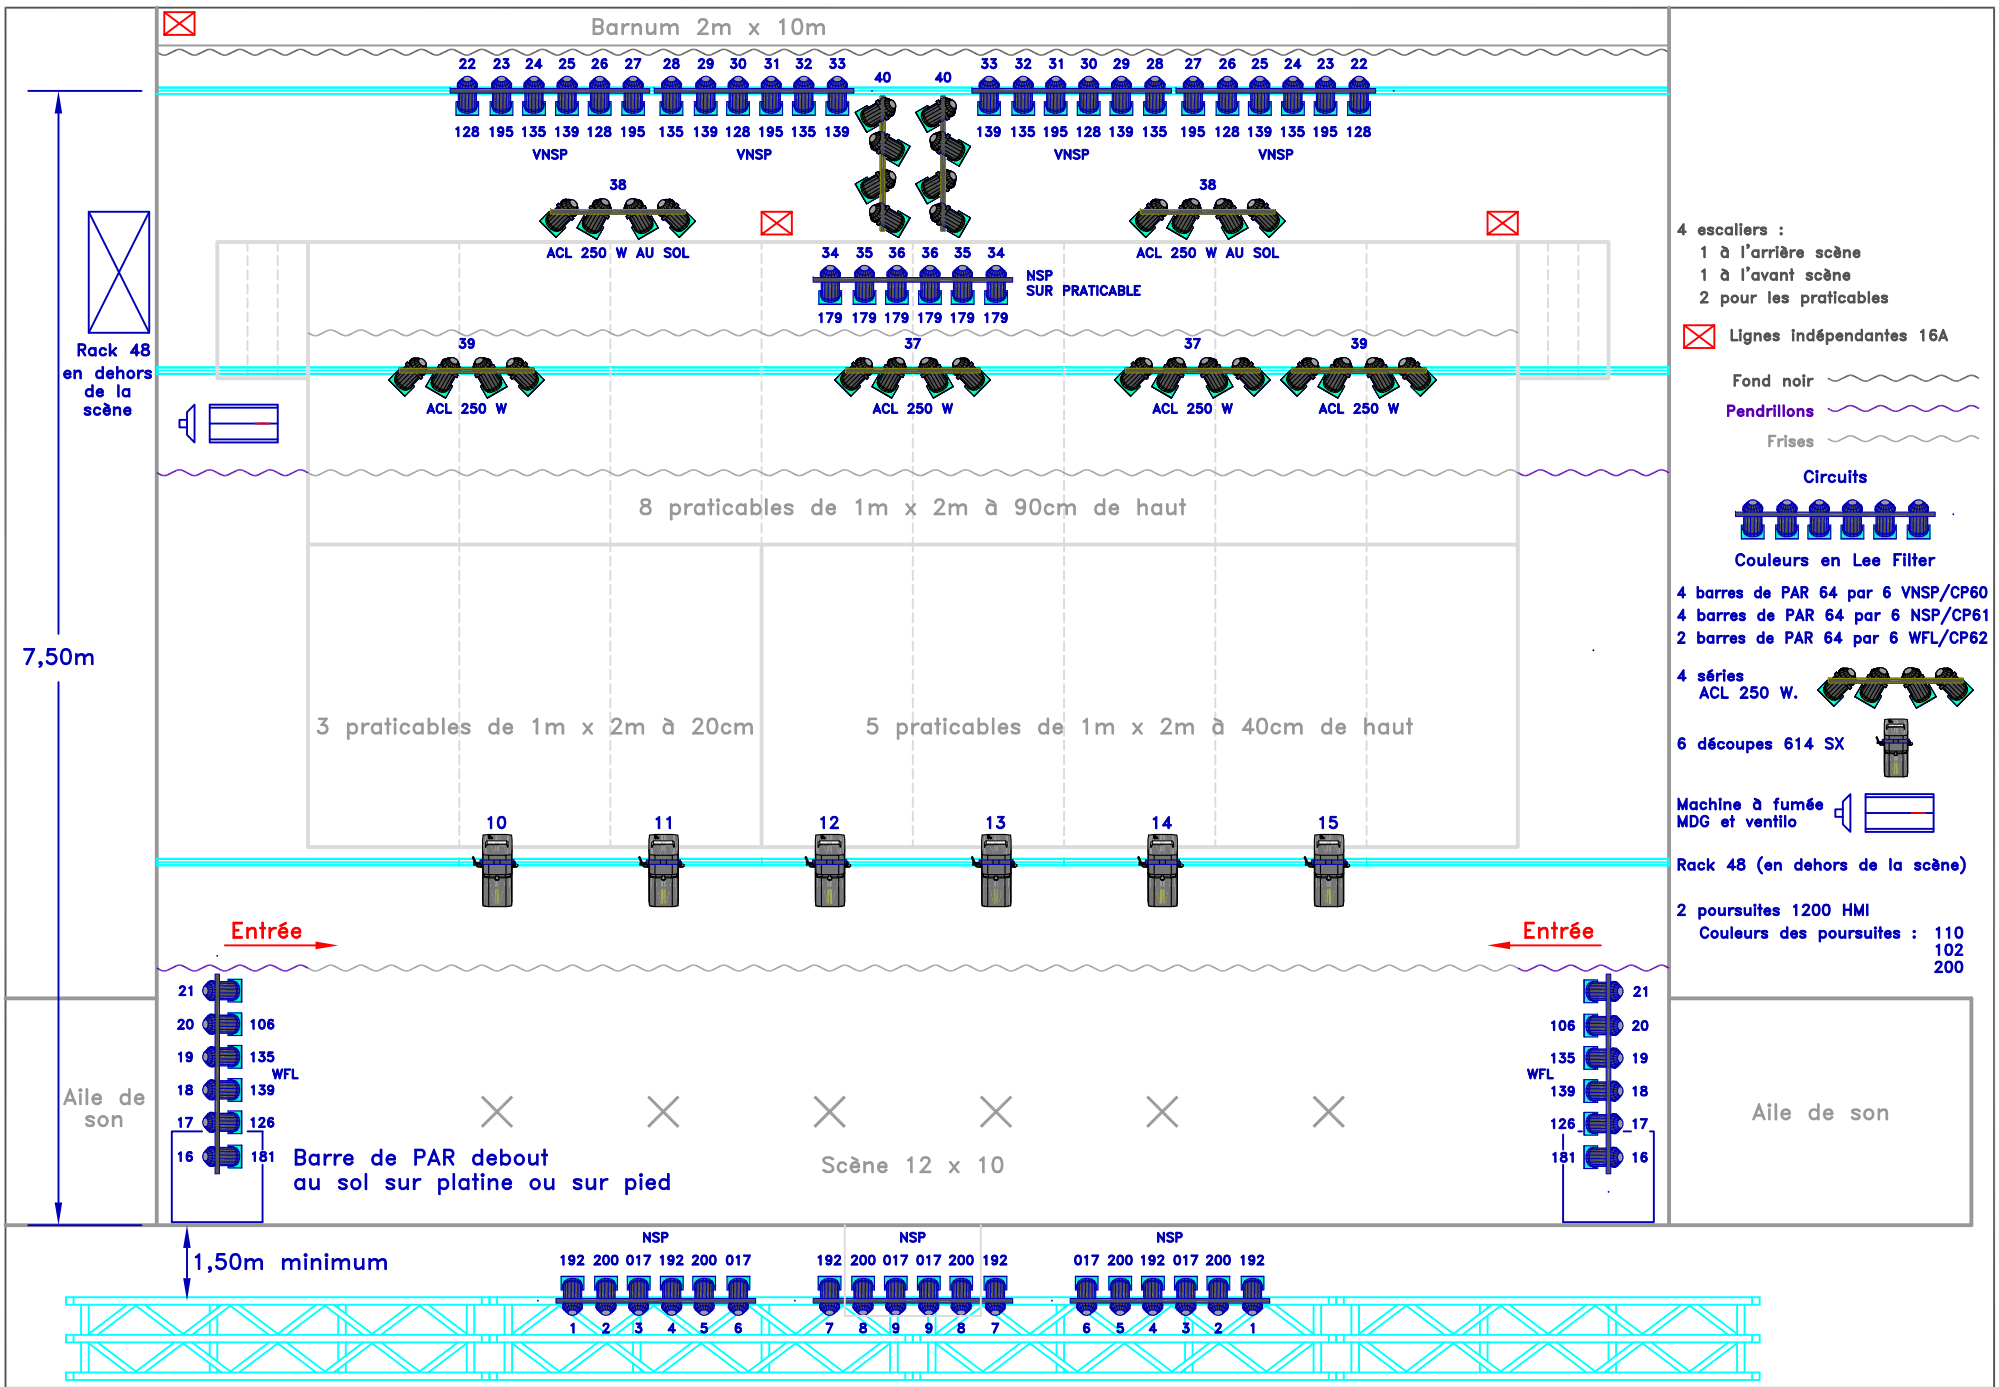 Barnum 2m x 10m
22 23 24 25 26 27 28 29 30 31 32 33 40 40 33 32 31 30 29 28 27 26 25 24 23 22
128 195 135 139 128 195 135 139 128 195 135 139 139 135 195 128 139 135 195 128 139 135 195 128
VNSP VNSP VNSP VNSP
38 38
ACL 250 W AU SOL ACL 250 W AU SOL
34 35 36 36 35 34
NSP
SUR PRATICABLE
179 179 179 179 179 179
Rack 48
en dehors
de la
scène
39 37 37 39
ACL 250 W ACL 250 W ACL 250 W ACL 250 W
8 praticables de 1m x 2m à 90cm de haut
7,50m
3 praticables de 1m x 2m à 20cm
5 praticables de 1m x 2m à 40cm de haut
10 11 12 13 14 15
Entrée Entrée
21 21
20 106 106 20
19 135 135 19
WFL WFL
18 139 139 18
17 126 126 17
16 181 181 16
Aile de
son
Aile de son
Barre de PAR debout
au sol sur platine ou sur pied
Scène 12 x 10
1,50m minimum
NSP NSP NSP
192 200 017 192 200 017 192 200 017 017 200 192 017 200 192 017 200 192
1 2 3 4 5 6 7 8 9 9 8 7 6 5 4 3 2 1
4 escaliers :
1 à l'arrière scène
1 à l'avant scène
2 pour les praticables
Lignes indépendantes 16A
Fond noir
Pendrillons
Frises
Circuits
Couleurs en Lee Filter
4 barres de PAR 64 par 6 VNSP/CP60
4 barres de PAR 64 par 6 NSP/CP61
2 barres de PAR 64 par 6 WFL/CP62
4 séries
ACL 250 W.
6 découpes 614 SX
Machine à fumée
MDG et ventilo
Rack 48 (en dehors de la scène)
2 poursuites 1200 HMI
Couleurs des poursuites : 110
102
200